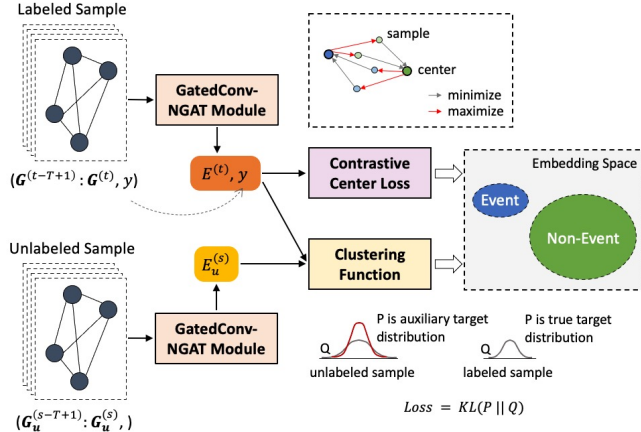 Labeled Sample
GatedConv-
NGAT Module
(G^(t−T+1): G^(t), y)
E^(t), y
sample
center
minimize
maximize
Contrastive
Center Loss
Embedding Space
Event
Non-Event
Unlabeled Sample
E_u^(s)
Clustering
Function
GatedConv-
NGAT Module
(G_u^(s−T+1): G_u^(s), )
P is auxiliary target
distribution
Q
unlabeled sample
P is true target
distribution
Q
labeled sample
Loss = KL(P || Q)